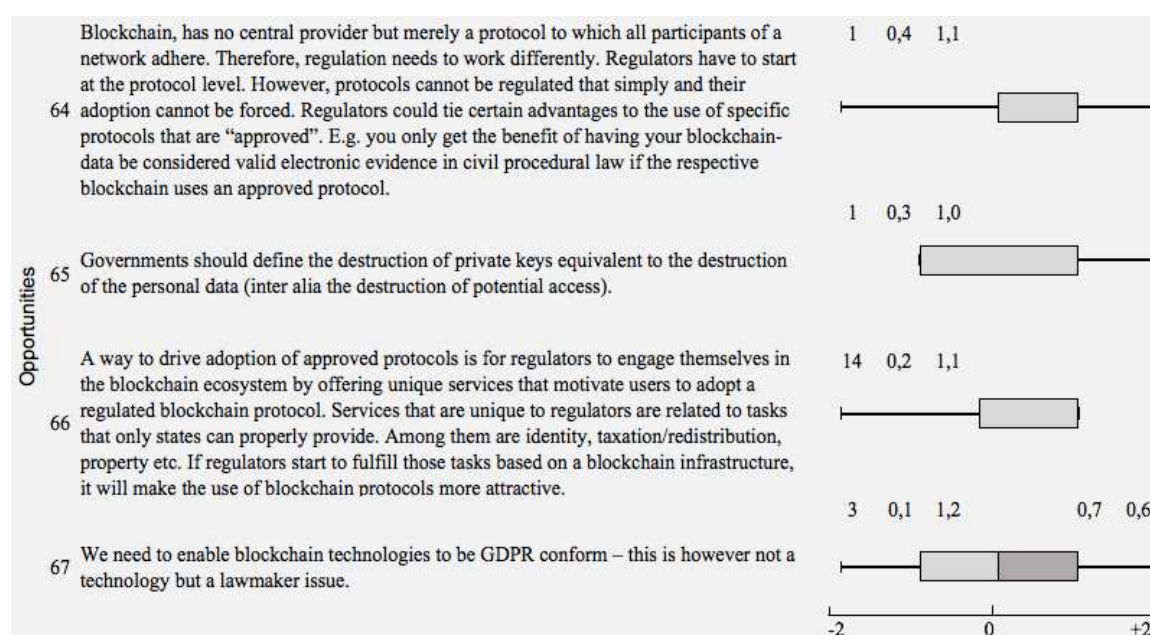 Blockchain, has no central provider but merely a protocol to which all participants of a
network adhere. Therefore, regulation needs to work differently. Regulators have to start
at the protocol level. However, protocols cannot be regulated that simply and their
64 adoption cannot be forced. Regulators could tie certain advantages to the use of specific
protocols that are “approved”. E.g. you only get the benefit of having your blockchain-
data be considered valid electronic evidence in civil procedural law if the respective
blockchain uses an approved protocol.
1 0,4 1,1
Opportunities
65 Governments should define the destruction of private keys equivalent to the destruction
of the personal data (inter alia the destruction of potential access).
1 0,3 1,0
A way to drive adoption of approved protocols is for regulators to engage themselves in
the blockchain ecosystem by offering unique services that motivate users to adopt a
regulated blockchain protocol. Services that are unique to regulators are related to tasks
66 that only states can properly provide. Among them are identity, taxation/redistribution,
property etc. If regulators start to fulfill those tasks based on a blockchain infrastructure,
it will make the use of blockchain protocols more attractive.
14 0,2 1,1
67 We need to enable blockchain technologies to be GDPR conform – this is however not a
technology but a lawmaker issue.
3 0,1 1,2 0,7 0,6
-2 0 +2